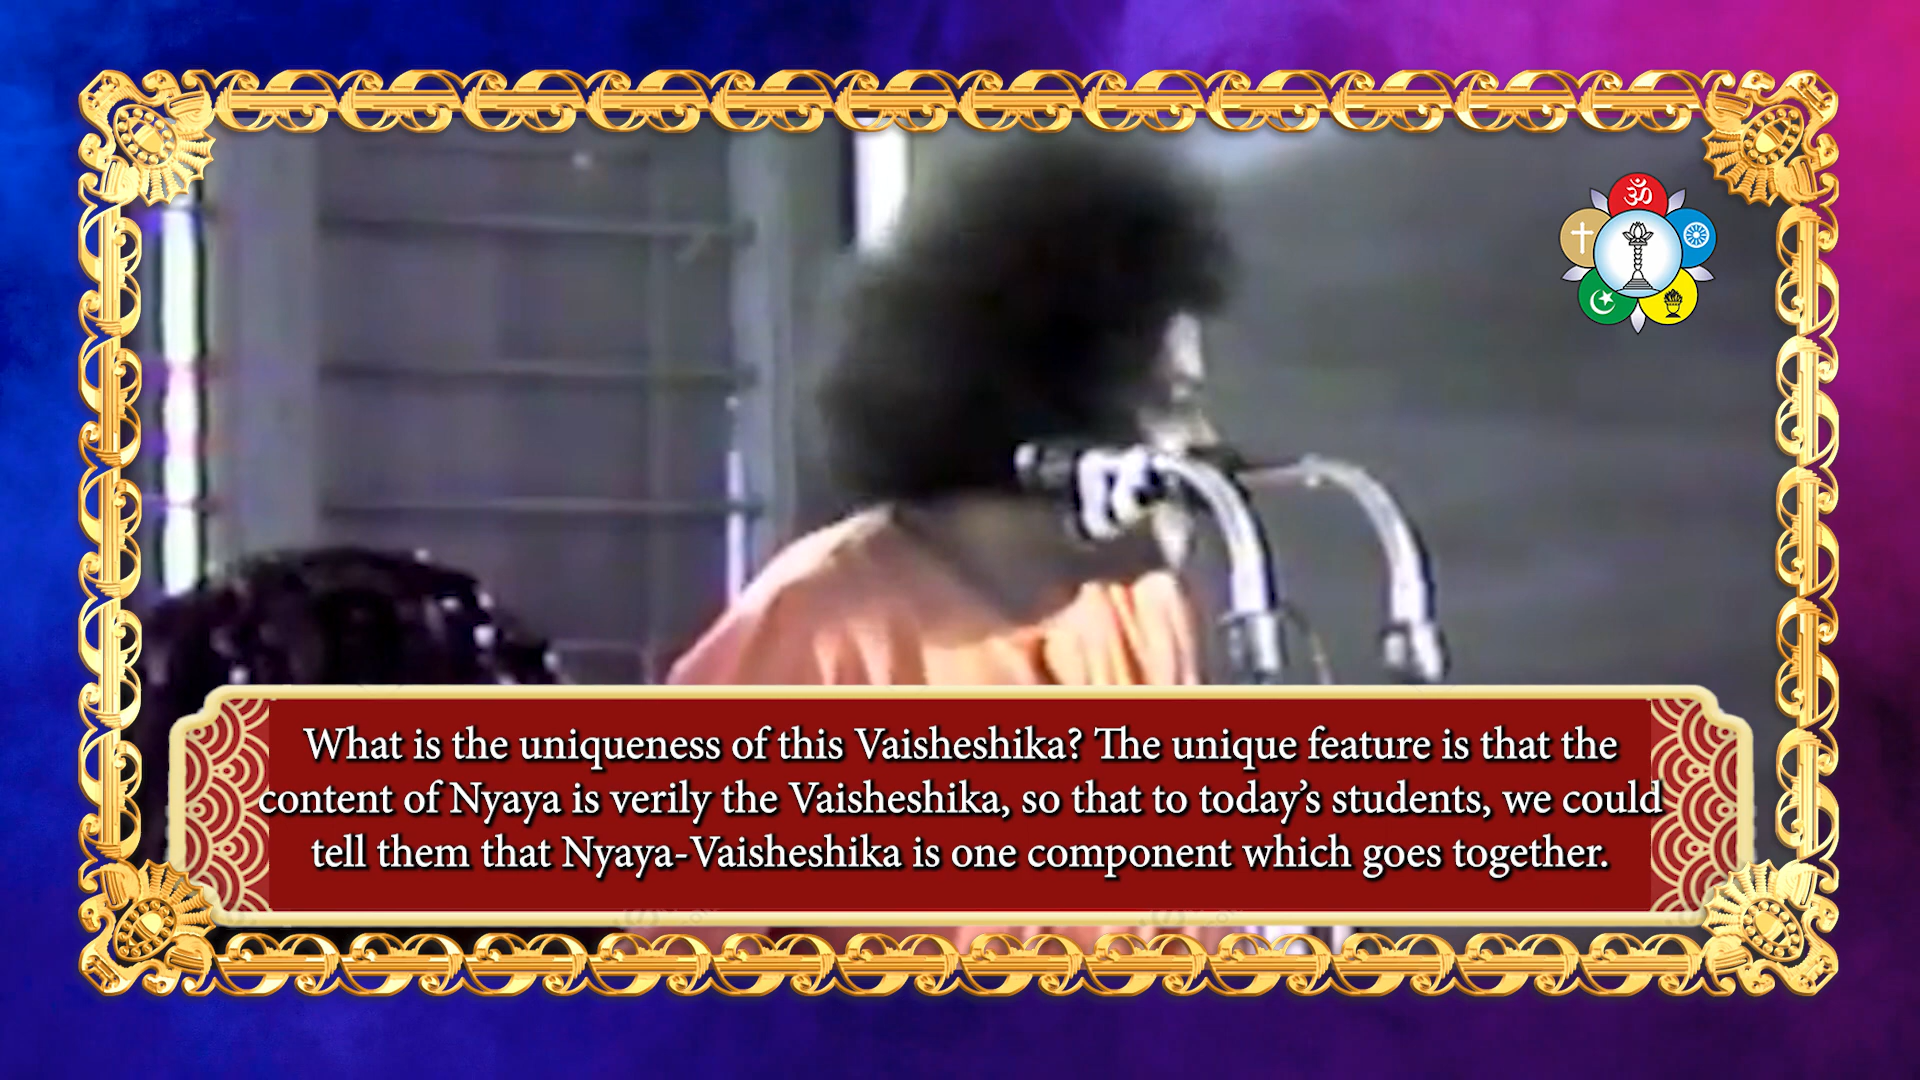 ॐ
What is the uniqueness of this Vaisheshika? The unique feature is that the
content of Nyaya is verily the Vaisheshika, so that to today’s students, we could
tell them that Nyaya-Vaisheshika is one component which goes together.